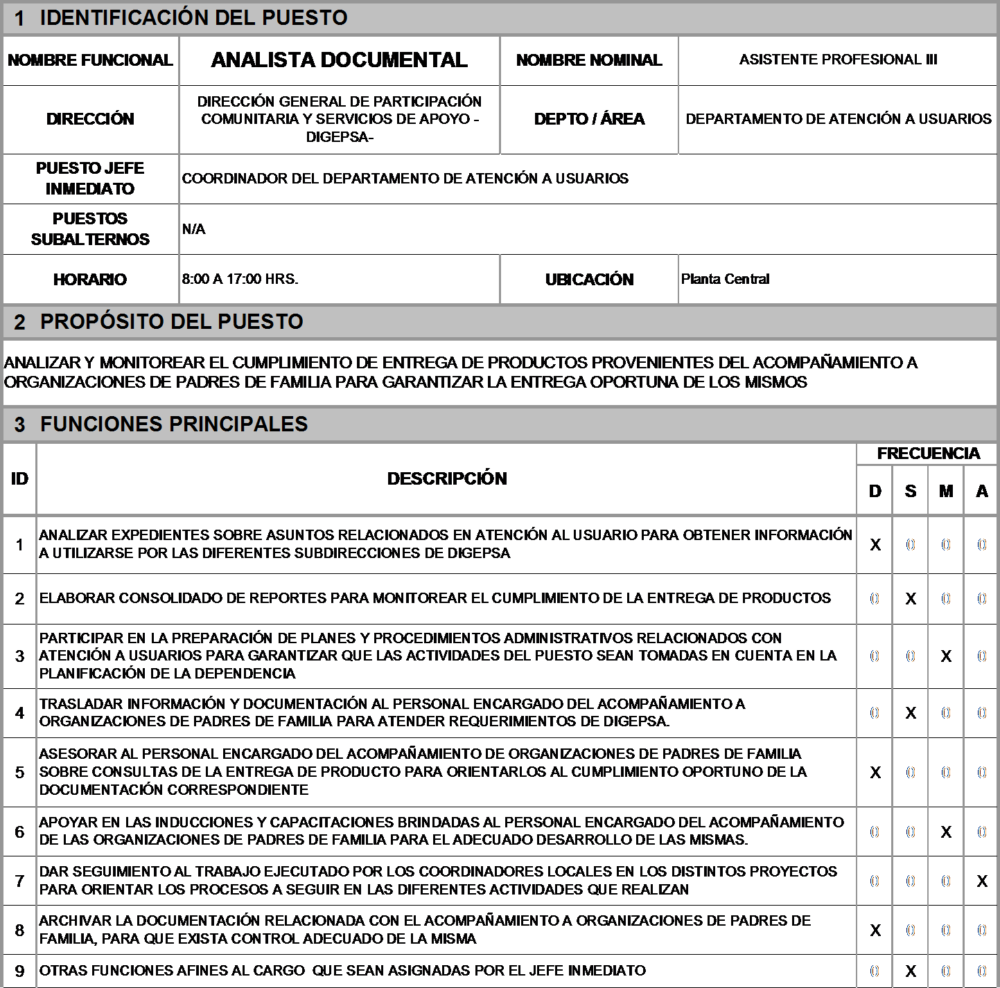 1 IDENTIFICACIÓN DEL PUESTO
NOMBRE FUNCIONAL ANALISTA DOCUMENTAL NOMBRE NOMINAL ASISTENTE PROFESIONAL III
DIRECCIÓN
DIRECCIÓN GENERAL DE PARTICIPACIÓN
COMUNITARIA Y SERVICIOS DE APOYO -
DIGEPSA-
DEPTO / ÁREA
DEPARTAMENTO DE ATENCIÓN A USUARIOS
PUESTO JEFE
INMEDIATO
COORDINADOR DEL DEPARTAMENTO DE ATENCIÓN A USUARIOS
PUESTOS
SUBALTERNOS
N/A
HORARIO 8:00 A 17:00 HRS. UBICACIÓN Planta Central
2 PROPÓSITO DEL PUESTO
ANALIZAR Y MONITOREAR EL CUMPLIMIENTO DE ENTREGA DE PRODUCTOS PROVENIENTES DEL ACOMPAÑAMIENTO A
ORGANIZACIONES DE PADRES DE FAMILIA PARA GARANTIZAR LA ENTREGA OPORTUNA DE LOS MISMOS
3 FUNCIONES PRINCIPALES
ID DESCRIPCIÓN FRECUENCIA
D S M A
1 ANALIZAR EXPEDIENTES SOBRE ASUNTOS RELACIONADOS EN ATENCIÓN AL USUARIO PARA OBTENER INFORMACIÓN
A UTILIZARSE POR LAS DIFERENTES SUBDIRECCIONES DE DIGEPSA
X 0 0 0
2 ELABORAR CONSOLIDADO DE REPORTES PARA MONITOREAR EL CUMPLIMIENTO DE LA ENTREGA DE PRODUCTOS 0 X 0 0
3 PARTICIPAR EN LA PREPARACIÓN DE PLANES Y PROCEDIMIENTOS ADMINISTRATIVOS RELACIONADOS CON
ATENCIÓN A USUARIOS PARA GARANTIZAR QUE LAS ACTIVIDADES DEL PUESTO SEAN TOMADAS EN CUENTA EN LA
PLANIFICACIÓN DE LA DEPENDENCIA
0 0 X 0
4 TRASLADAR INFORMACIÓN Y DOCUMENTACIÓN AL PERSONAL ENCARGADO DEL ACOMPAÑAMIENTO A
ORGANIZACIONES DE PADRES DE FAMILIA PARA ATENDER REQUERIMIENTOS DE DIGEPSA.
0 X 0 0
5 ASESORAR AL PERSONAL ENCARGADO DEL ACOMPAÑAMIENTO DE ORGANIZACIONES DE PADRES DE FAMILIA
SOBRE CONSULTAS DE LA ENTREGA DE PRODUCTO PARA ORIENTARLOS AL CUMPLIMIENTO OPORTUNO DE LA
DOCUMENTACIÓN CORRESPONDIENTE
X 0 0 0
6 APOYAR EN LAS INDUCCIONES Y CAPACITACIONES BRINDADAS AL PERSONAL ENCARGADO DEL ACOMPAÑAMIENTO
DE LAS ORGANIZACIONES DE PADRES DE FAMILIA PARA EL ADECUADO DESARROLLO DE LAS MISMAS.
0 0 X 0
7 DAR SEGUIMIENTO AL TRABAJO EJECUTADO POR LOS COORDINADORES LOCALES EN LOS DISTINTOS PROYECTOS
PARA ORIENTAR LOS PROCESOS A SEGUIR EN LAS DIFERENTES ACTIVIDADES QUE REALIZAN
0 0 0 X
8 ARCHIVAR LA DOCUMENTACIÓN RELACIONADA CON EL ACOMPAÑAMIENTO A ORGANIZACIONES DE PADRES DE
FAMILIA, PARA QUE EXISTA CONTROL ADECUADO DE LA MISMA
X 0 0 0
9 OTRAS FUNCIONES AFINES AL CARGO QUE SEAN ASIGNADAS POR EL JEFE INMEDIATO 0 X 0 0